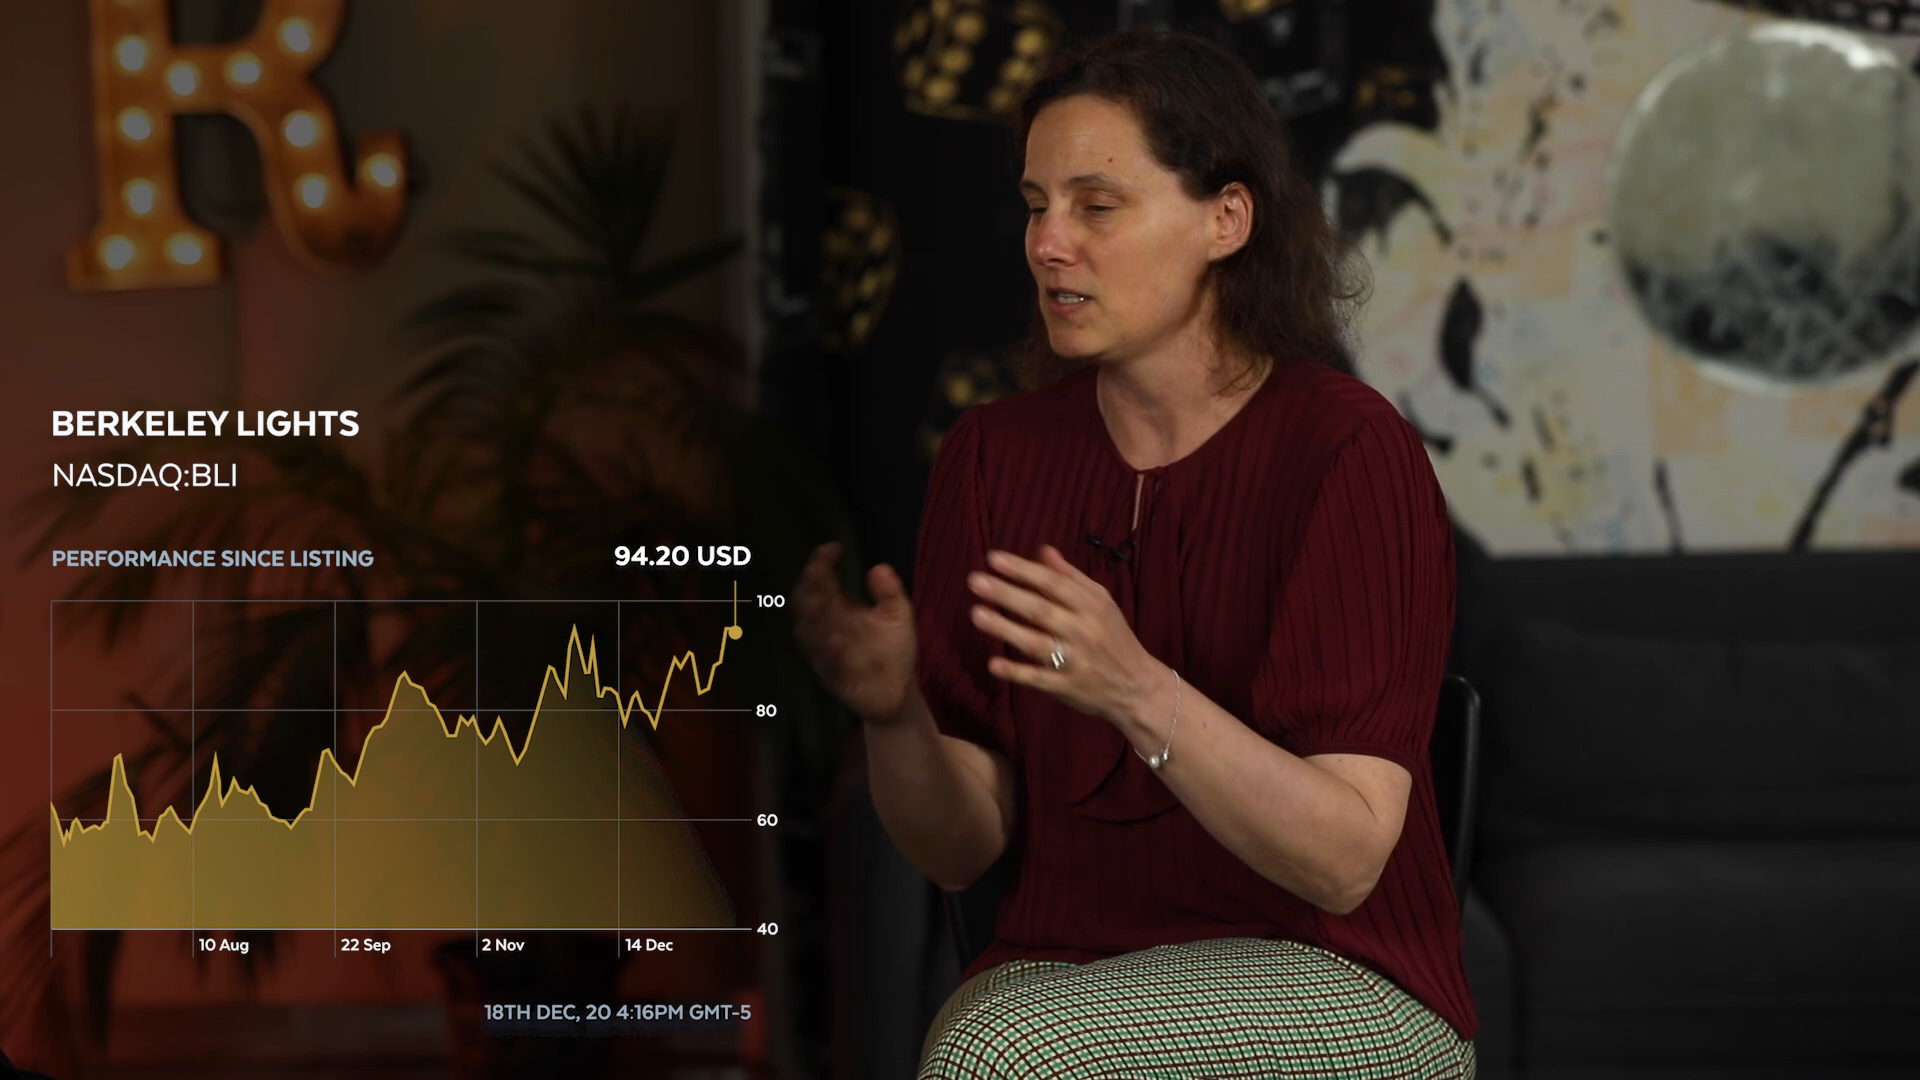 R
BERKELEY LIGHTS
NASDAQ:BLI
PERFORMANCE SINCE LISTING
94.20 USD
100
80
60
40
10 Aug
22 Sep
2 Nov
14 Dec
18TH DEC, 20 4:16PM GMT-5